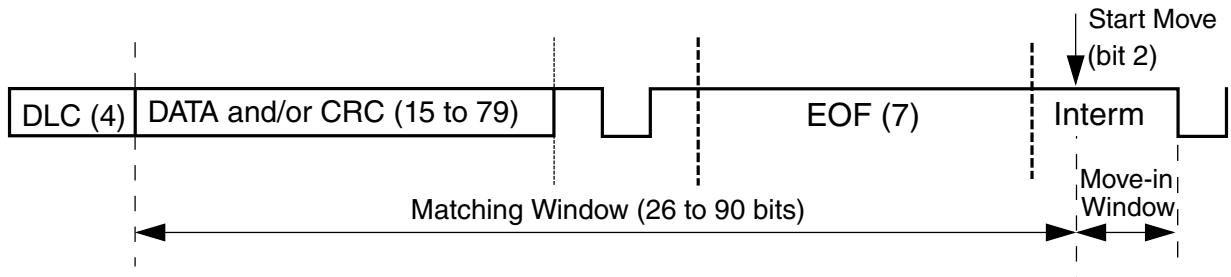 Start Move
(bit 2)
DLC (4)
DATA and/or CRC (15 to 79)
EOF (7)
Interm
Matching Window (26 to 90 bits)
Move-in
Window